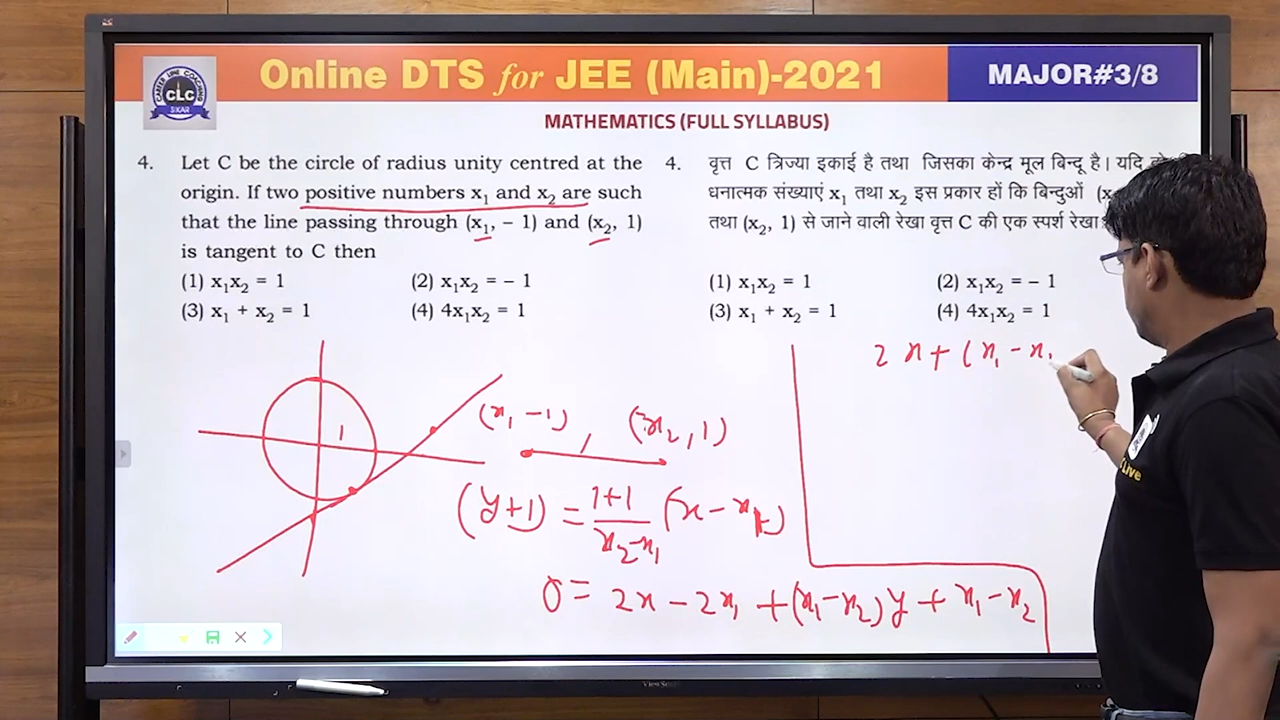 Online DTS for JEE (Main)-2021
MAJOR#3/8
CAREER LINE COACHING
CLC
SIKAR
MATHEMATICS (FULL SYLLABUS)
4. Let C be the circle of radius unity centred at the
origin. If two positive numbers x₁ and x₂ are such
that the line passing through (x₁, – 1) and (x₂, 1)
is tangent to C then
(1) x₁x₂ = 1 (2) x₁x₂ = – 1
(3) x₁ + x₂ = 1 (4) 4x₁x₂ = 1
4. वृत्त C त्रिज्या इकाई है तथा जिसका केन्द्र मूल बिन्दू है। यदि
धनात्मक संख्याएं x₁ तथा x₂ इस प्रकार हों कि बिन्दुओं
तथा (x₂, 1) से जाने वाली रेखा वृत्त C की एक स्पर्श रेखा
(1) x₁x₂ = 1 (2) x₁x₂ = – 1
(3) x₁ + x₂ = 1 (4) 4x₁x₂ = 1
2x + (x₁ – x
1
(x₁ –1) (x₂, 1)
(y+1) = 1+1/x₂–x₁ (x – x₁)
0 = 2x – 2x₁ + (x₁–x₂)y + x₁–x₂
ViewSonic
Live